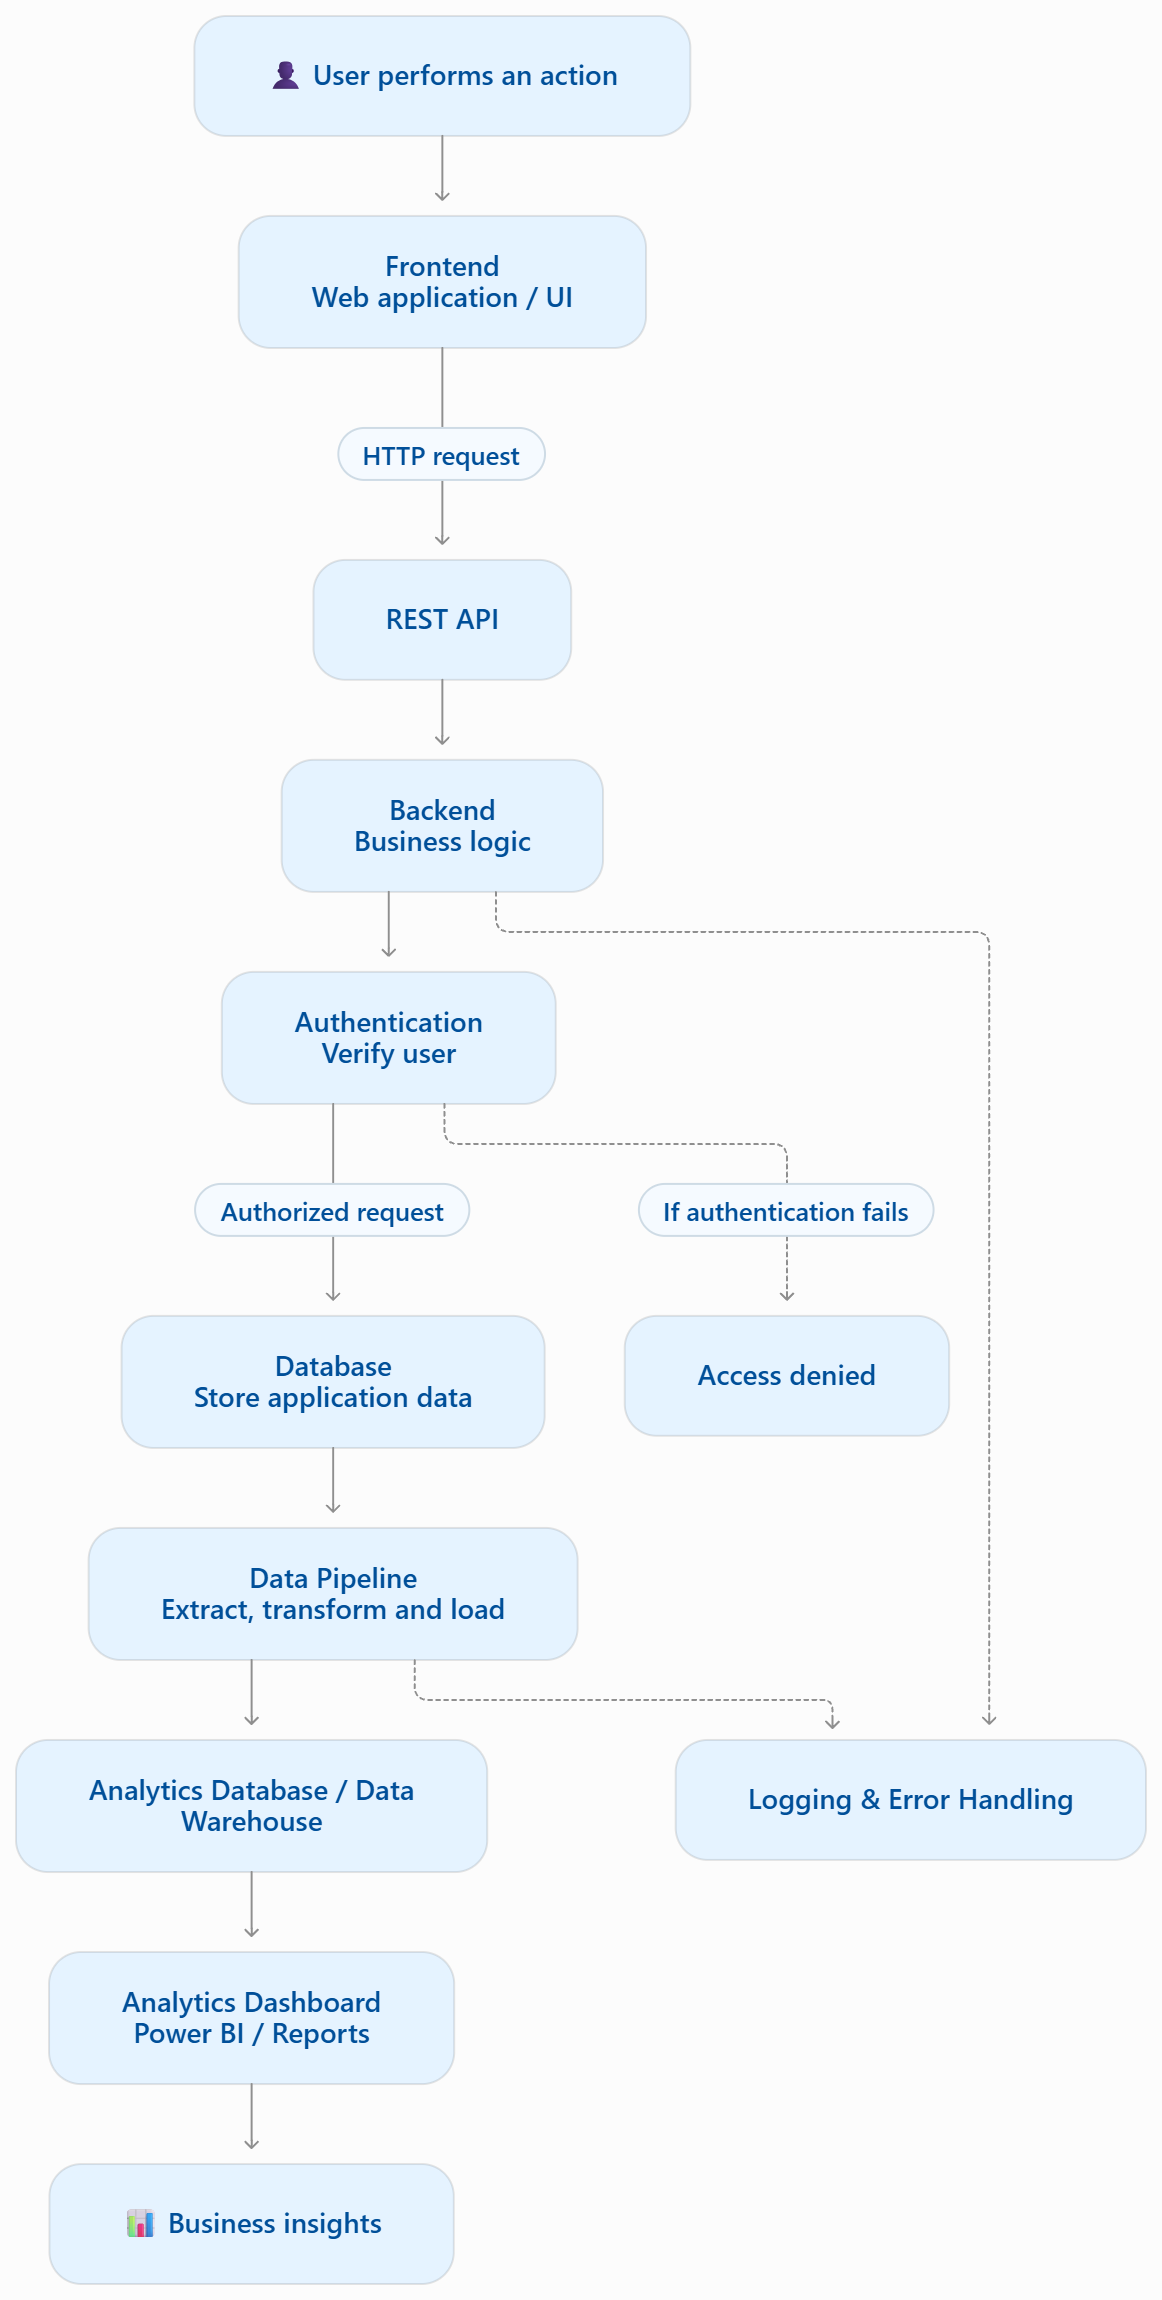 User performs an action
Frontend
Web application / UI
HTTP request
REST API
Backend
Business logic
Authentication
Verify user
Authorized request
If authentication fails
Database
Store application data
Access denied
Data Pipeline
Extract, transform and load
Analytics Database / Data
Warehouse
Logging & Error Handling
Analytics Dashboard
Power BI / Reports
Business insights